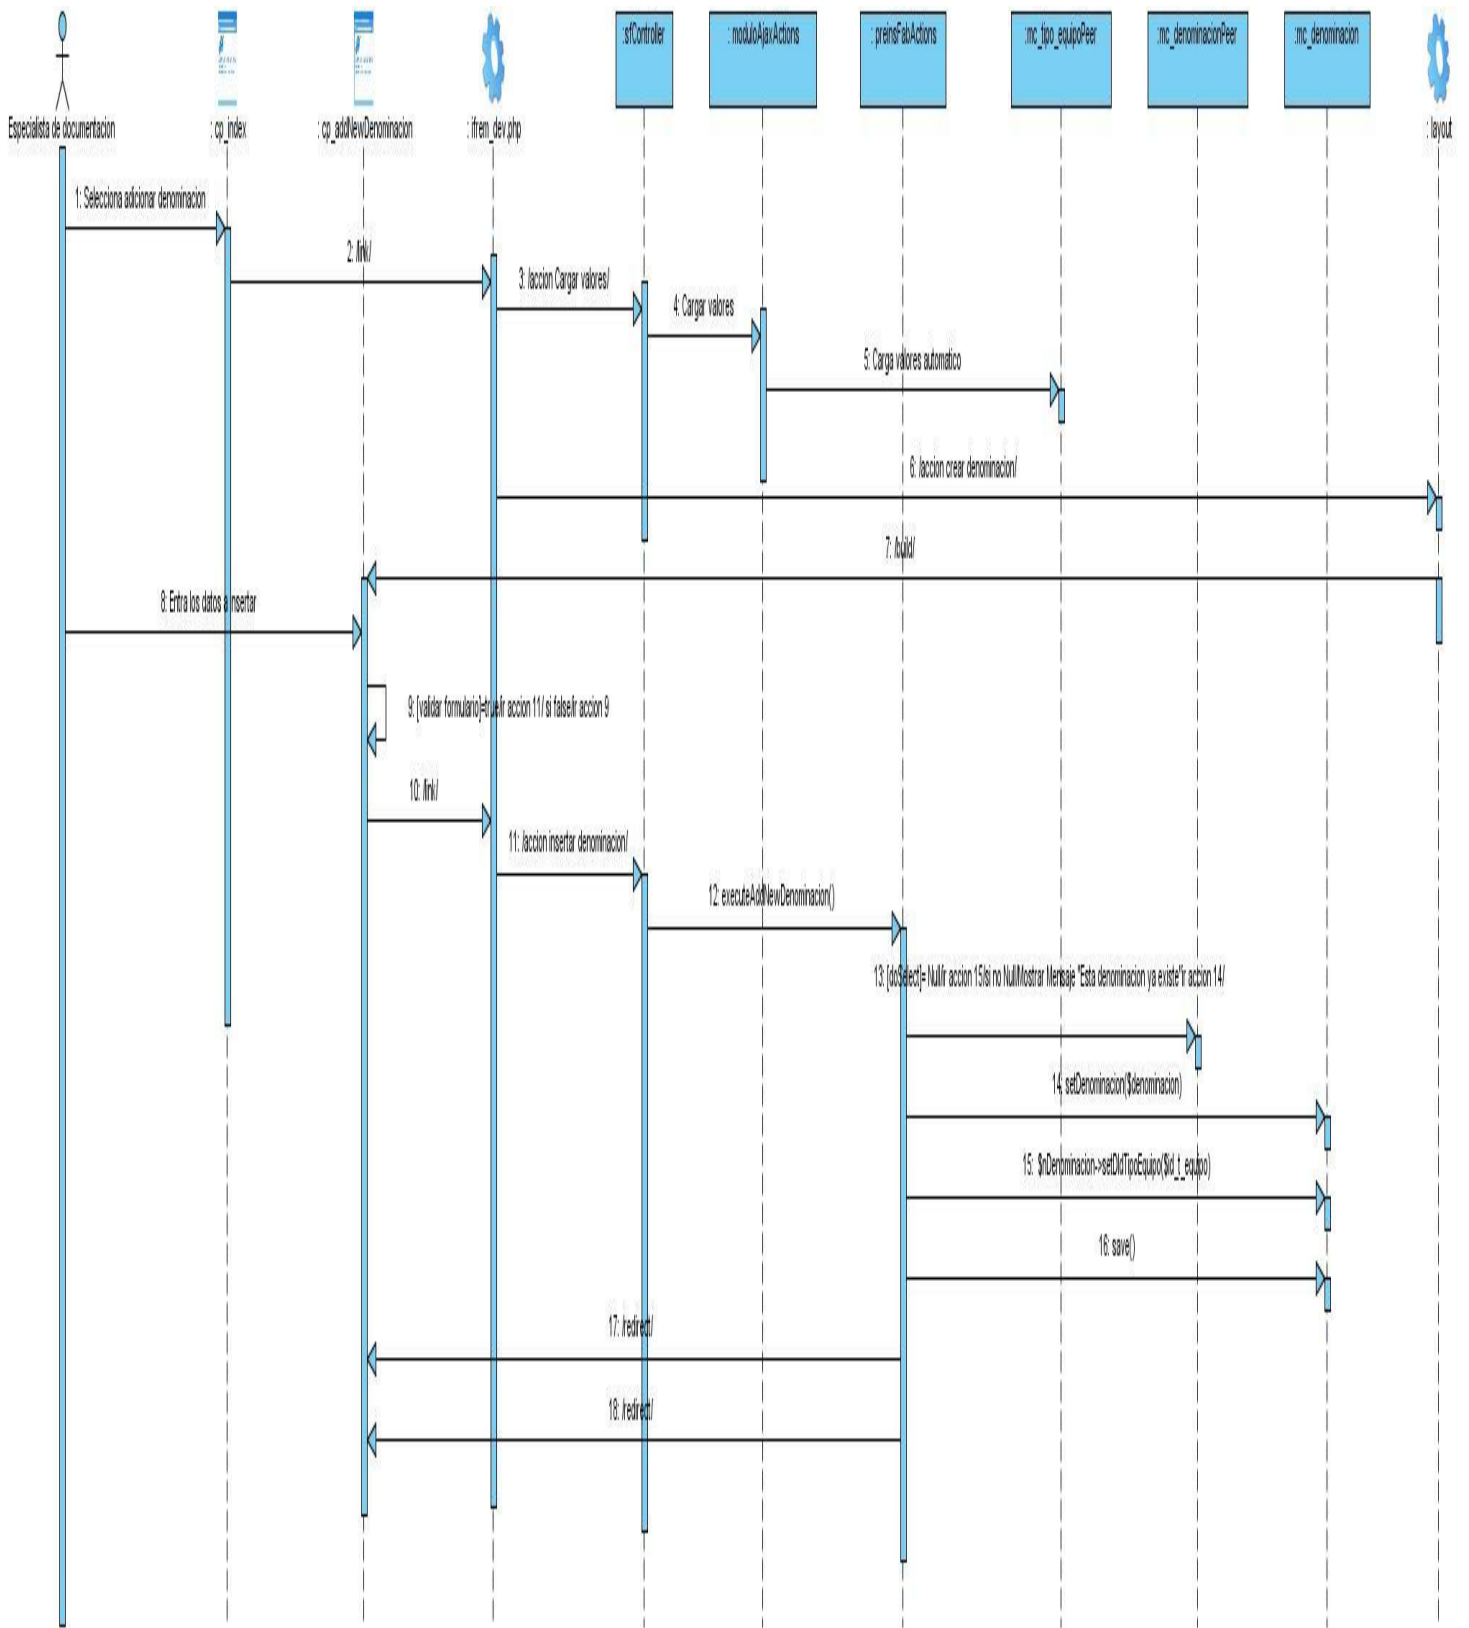 Especialista de documentacion
: cp_index
: cp_addNewDenominacion
: ifrem_dev.php
:sfController
: moduloAjaxActions
: preinsFabActions
:mc_tipo_equipoPeer
:mc_denominacionPeer
:mc_denominacion
: layout
1: Selecciona adicionar denominacion
2: /link/
3: /accion Cargar valores/
4: Cargar valores
5: Carga valores automatico
6: /accion crear denominacion/
7: /build/
8: Entra los datos a insertar
9: [validar formulario]=true/ir accion 11/ si false/ir accion 9
10: /link/
11: /accion insertar denominacion/
12: executeAddNewDenominacion()
13: [doSelect]= Null/ir accion 15/si no Null/Mostrar Mensaje "Esta denominacion ya existe"ir accion 14/
14: setDenominacion($denominacion)
15: $nDenominacion->setDIdTipoEquipo($id_t_equipo)
16: save()
17: /redirect/
18: /redirect/